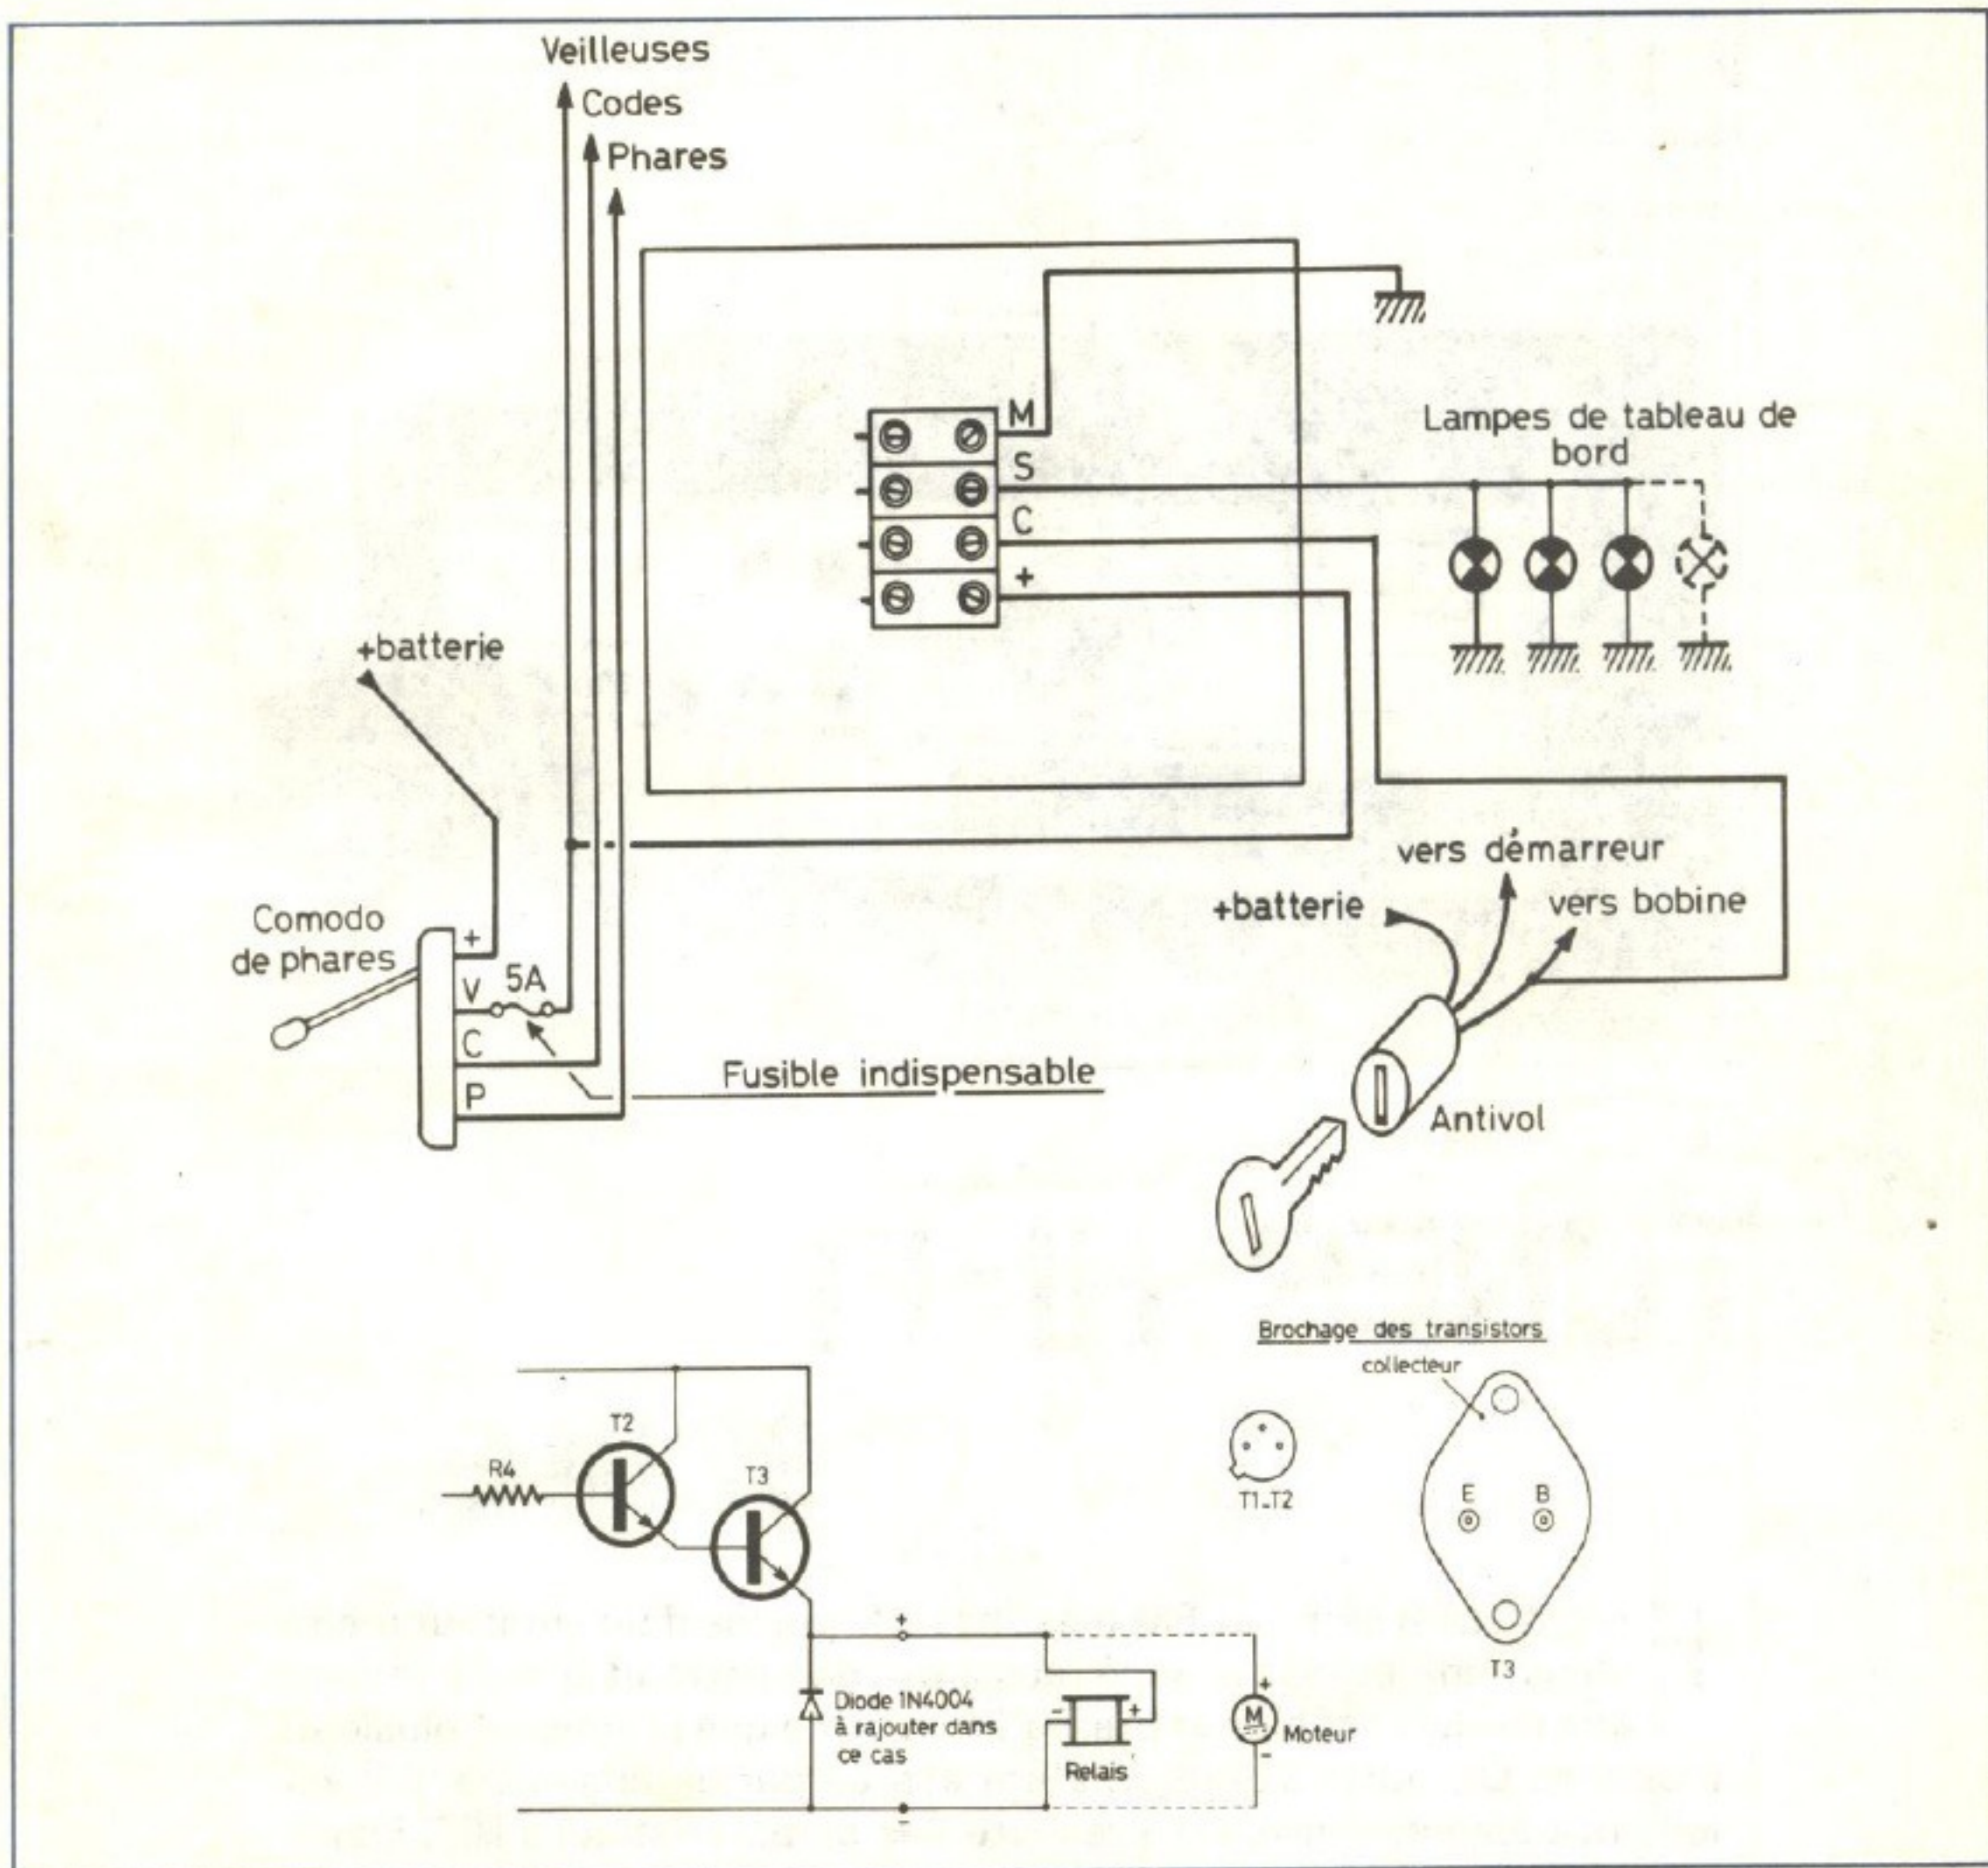 Veilleuses
Codes
Phares
M
S
C
+
Lampes de tableau de
bord
+batterie
vers démarreur
+batterie
vers bobine
Comodo
de phares
+
V
5A
C
P
Fusible indispensable
Antivol
Brochage des transistors
collecteur
T2
R4
T3
T1_T2
E
B
T3
+
Diode 1N4004
à rajouter dans
ce cas
-
+
Relais
+
M
Moteur
-
-